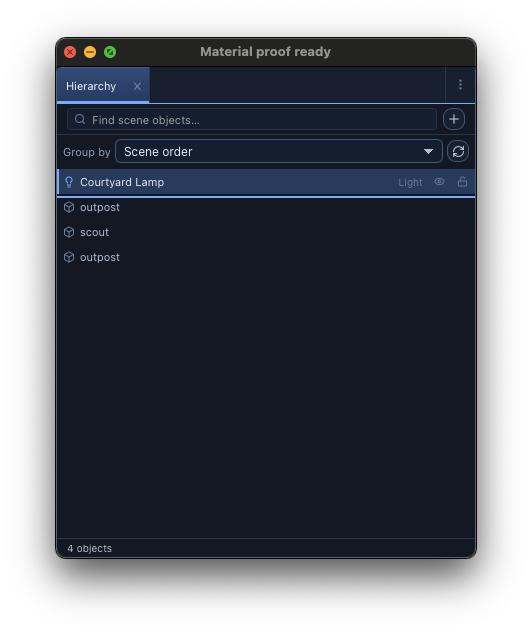 Material proof ready
Hierarchy
Find scene objects...
Group by Scene order
Courtyard Lamp Light
outpost
scout
outpost
4 objects